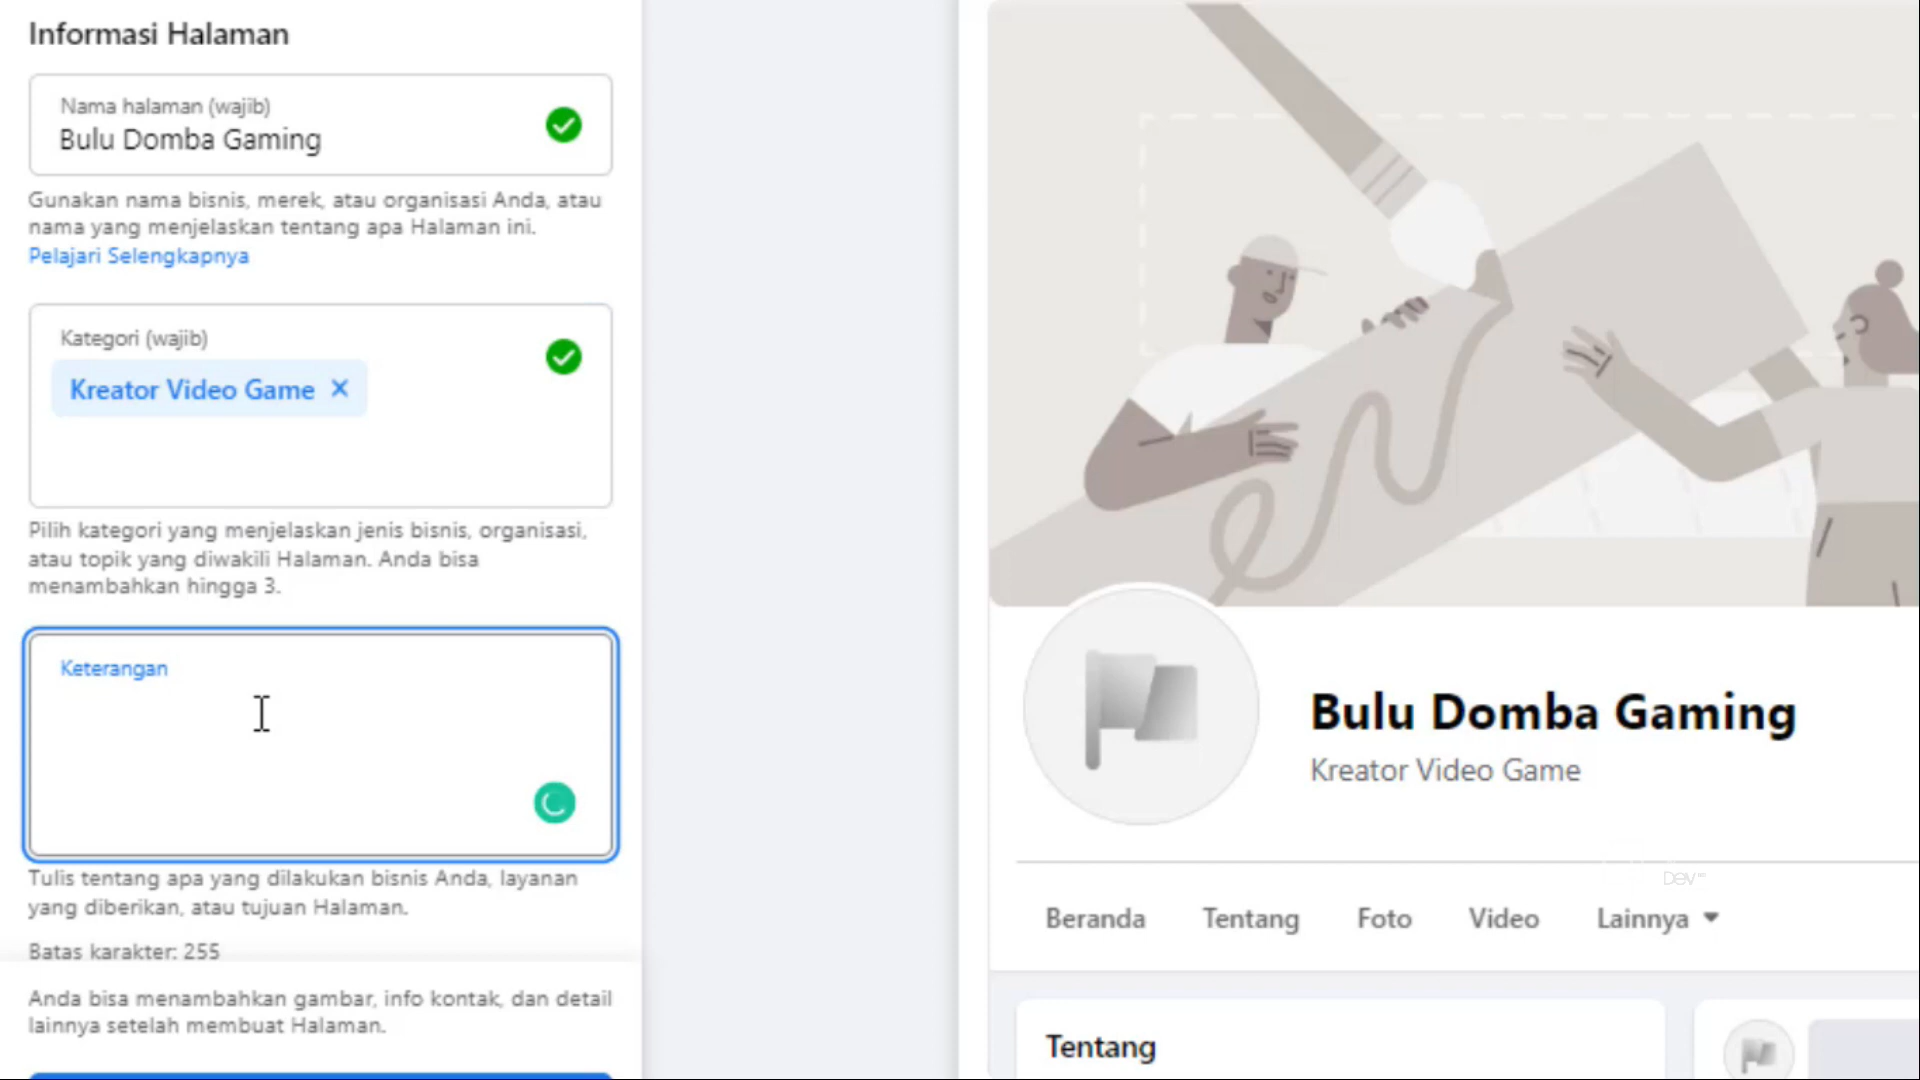 Informasi Halaman
Nama halaman (wajib)
Bulu Domba Gaming
Gunakan nama bisnis, merek, atau organisasi Anda, atau
nama yang menjelaskan tentang apa Halaman ini.
Pelajari Selengkapnya
Kategori (wajib)
Kreator Video Game
Pilih kategori yang menjelaskan jenis bisnis, organisasi,
atau topik yang diwakili Halaman. Anda bisa
menambahkan hingga 3.
Keterangan
Tulis tentang apa yang dilakukan bisnis Anda, layanan
yang diberikan, atau tujuan Halaman.
Batas karakter: 255
Anda bisa menambahkan gambar, info kontak, dan detail
lainnya setelah membuat Halaman.
Bulu Domba Gaming
Kreator Video Game
Dev
Beranda Tentang Foto Video Lainnya
Tentang